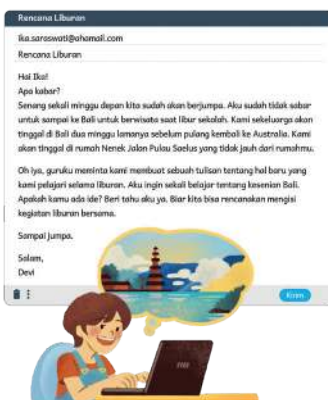 Rencana Liburan
ika.saraswati@ahamail.com
Rencana Liburan
Hai Ika!
Apa kabar?
Senang sekali minggu depan kita sudah akan berjumpa. Aku sudah tidak sabar
untuk sampai ke Bali untuk berwisata saat libur sekolah. Kami sekeluarga akan
tinggal di Bali dua minggu lamanya sebelum pulang kembali ke Australia. Kami
akan tinggal di rumah Nenek Jalan Pulau Saelus yang tidak jauh dari rumahmu.
Oh iya, guruku meminta kami membuat sebuah tulisan tentang hal baru yang
kami pelajari selama liburan. Aku ingin sekali belajar tentang kesenian Bali.
Apakah kamu ada ide? Beri tahu aku ya. Biar kita bisa rencanakan mengisi
kegiatan liburan bersama.
Sampai jumpa.
Salam,
Devi
Kirim